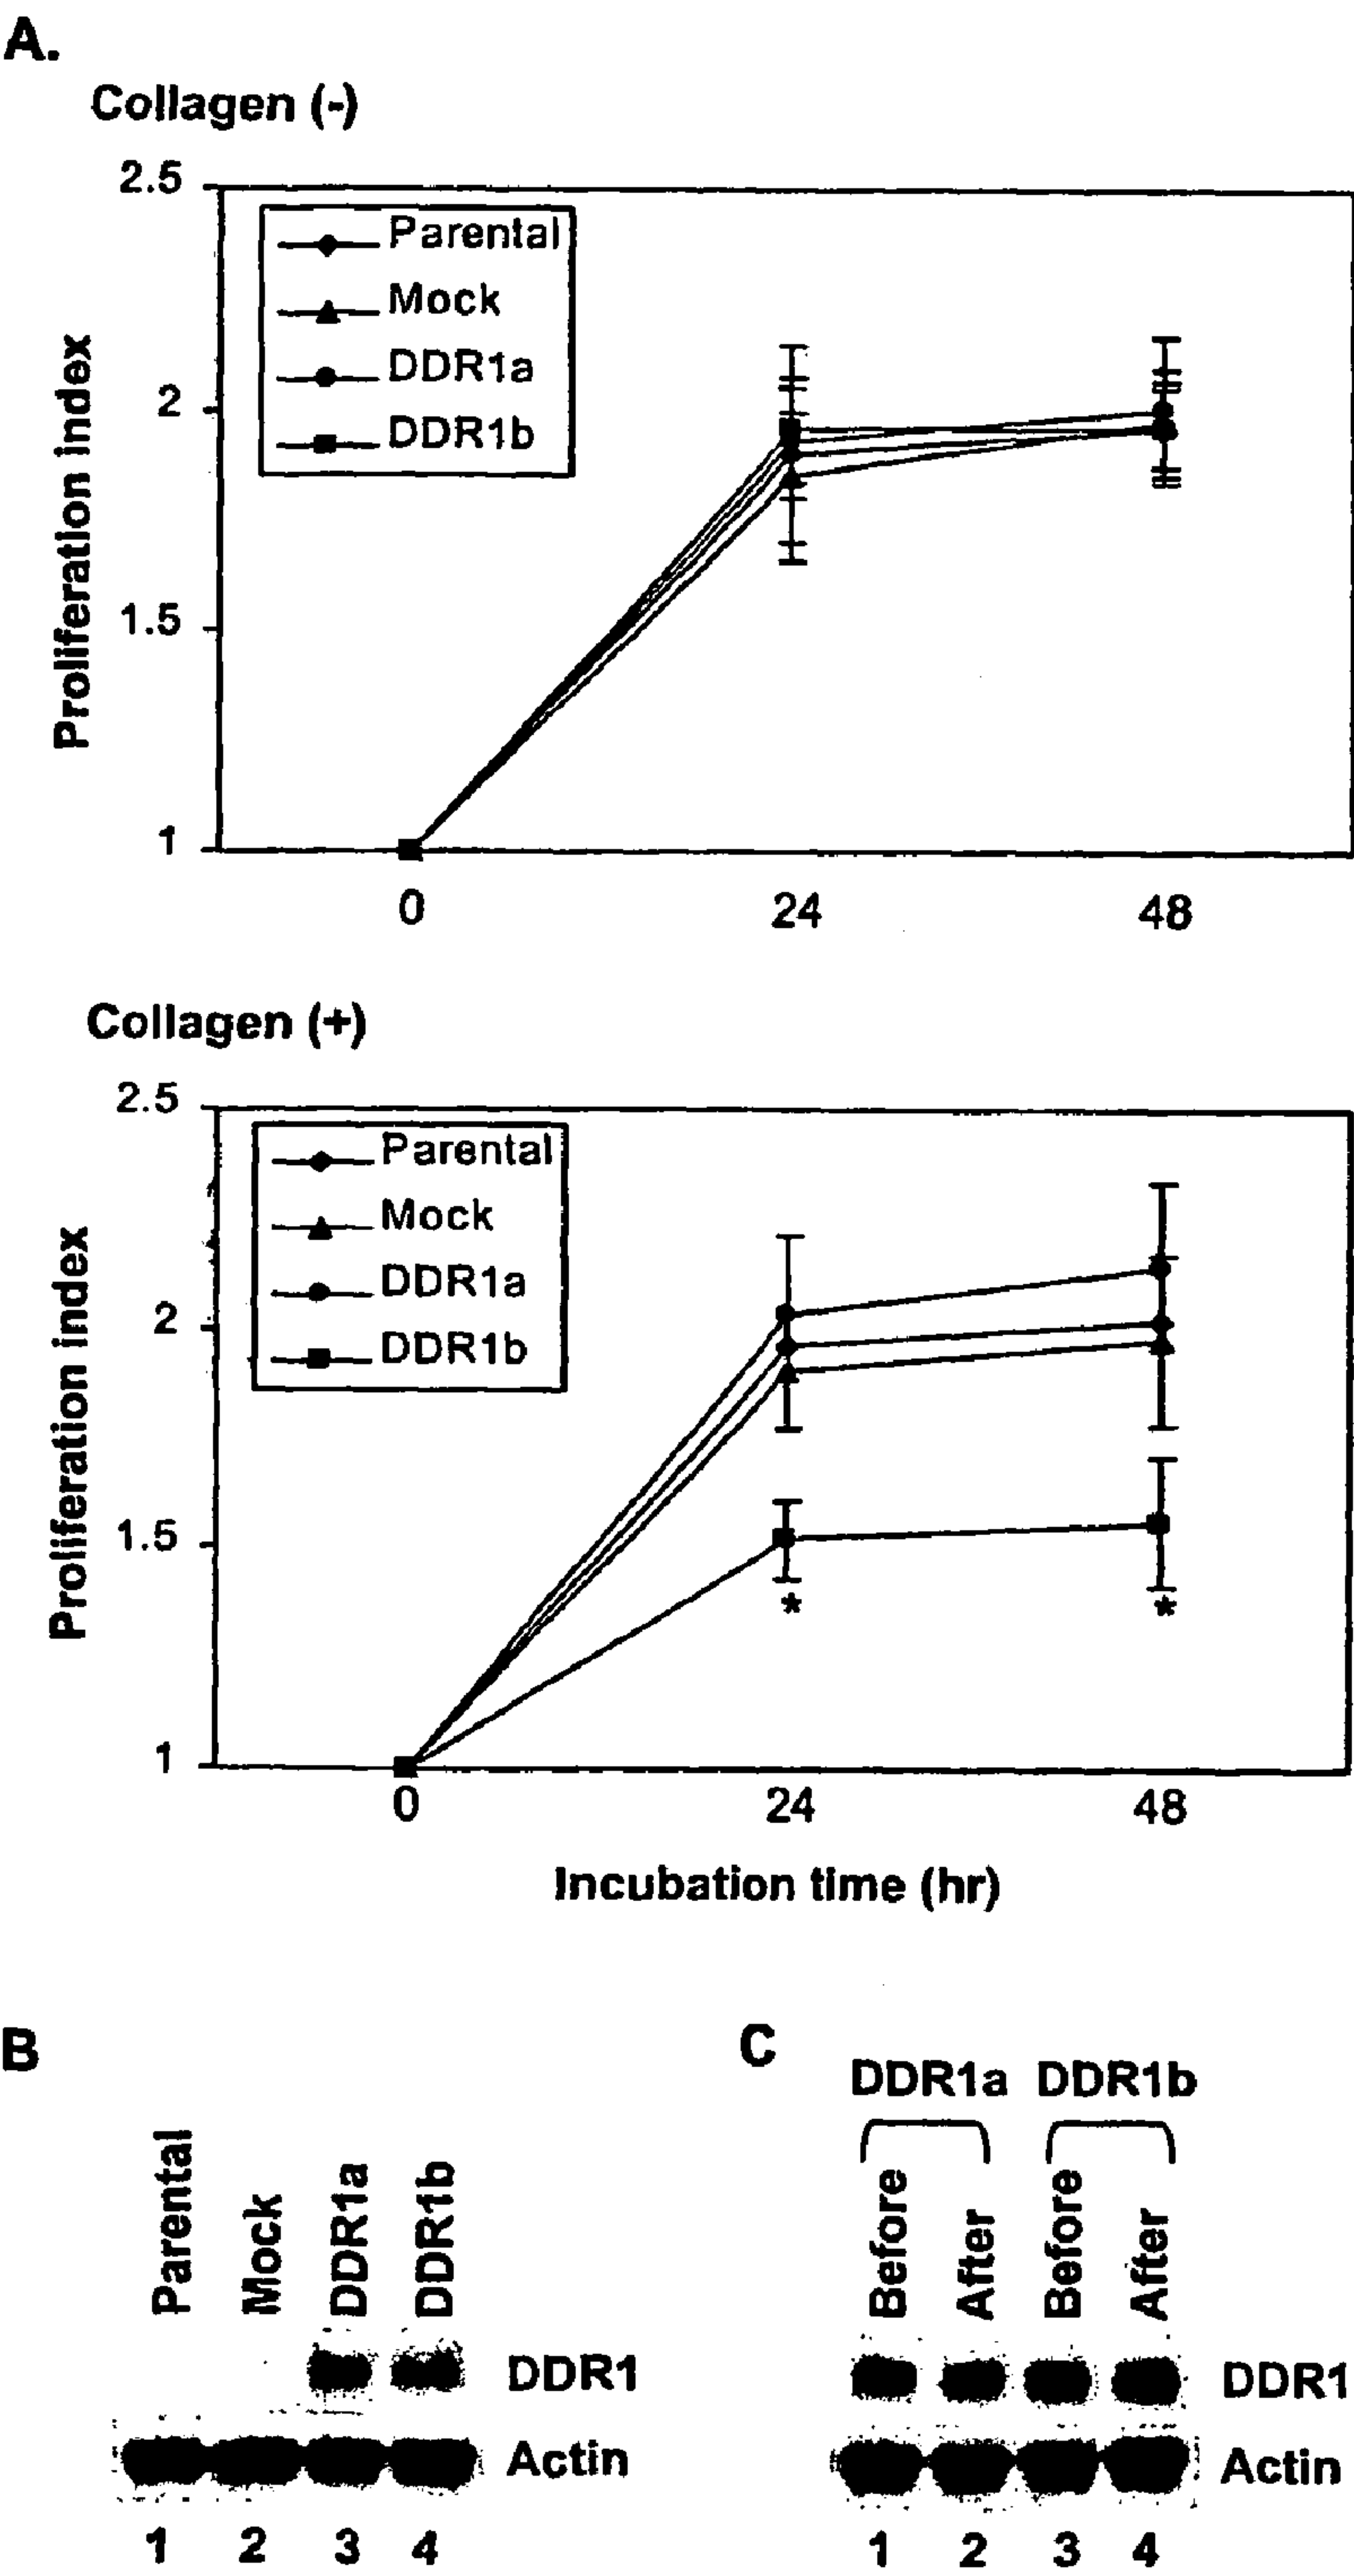 A.
Collagen (-)
2.5
2
1.5
1
Proliferation index
Parental
Mock
DDR1a
DDR1b
0 24 48
Collagen (+)
2.5
2
1.5
1
Proliferation index
Parental
Mock
DDR1a
DDR1b
*
*
0 24 48
Incubation time (hr)
B
Parental
Mock
DDR1a
DDR1b
DDR1
Actin
1 2 3 4
C
DDR1a DDR1b
Before
After
Before
After
DDR1
Actin
1 2 3 4